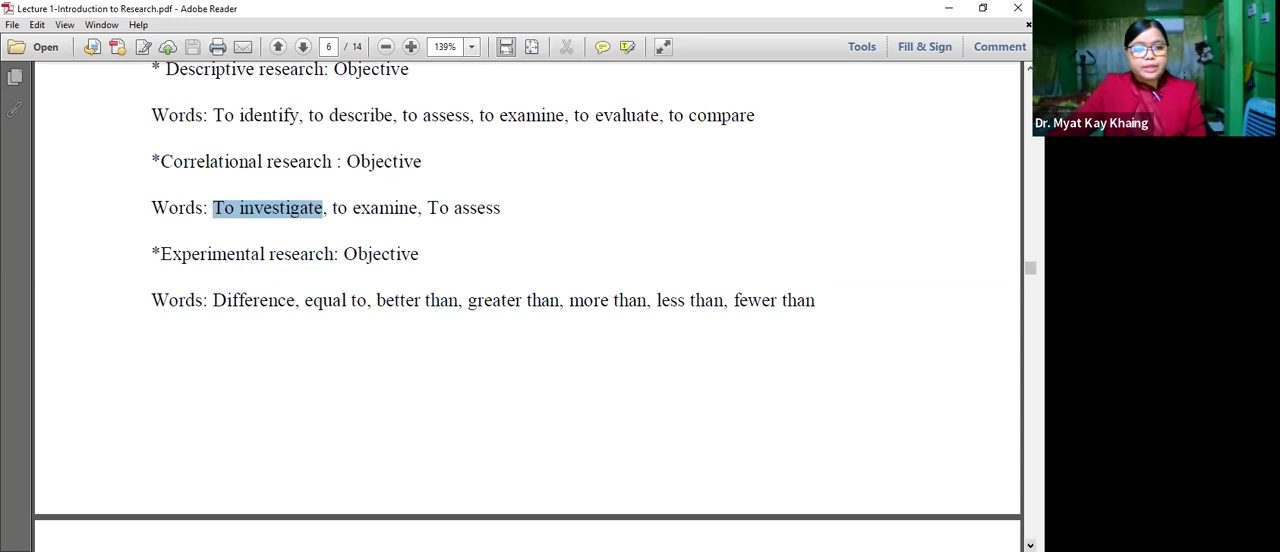 Lecture 1-Introduction to Research.pdf - Adobe Reader
File Edit View Window Help
Open 6 / 14 139% Tools Fill & Sign Comment
* Descriptive research: Objective
Words: To identify, to describe, to assess, to examine, to evaluate, to compare
*Correlational research : Objective
Words: To investigate, to examine, To assess
*Experimental research: Objective
Words: Difference, equal to, better than, greater than, more than, less than, fewer than
Dr. Myat Kay Khaing